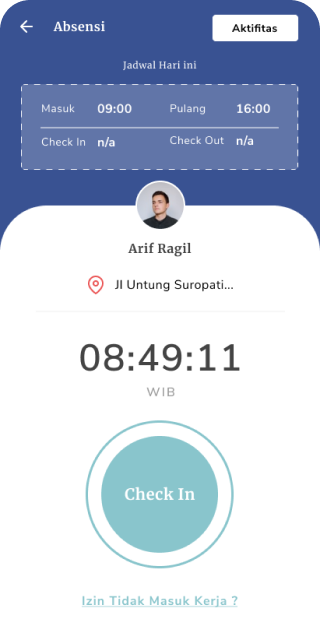 Absensi
Aktifitas
Jadwal Hari ini
Masuk 09:00 Pulang 16:00
Check In n/a Check Out n/a
Arif Ragil
Jl Untung Suropati...
08:49:11
WIB
Check In
Izin Tidak Masuk Kerja ?